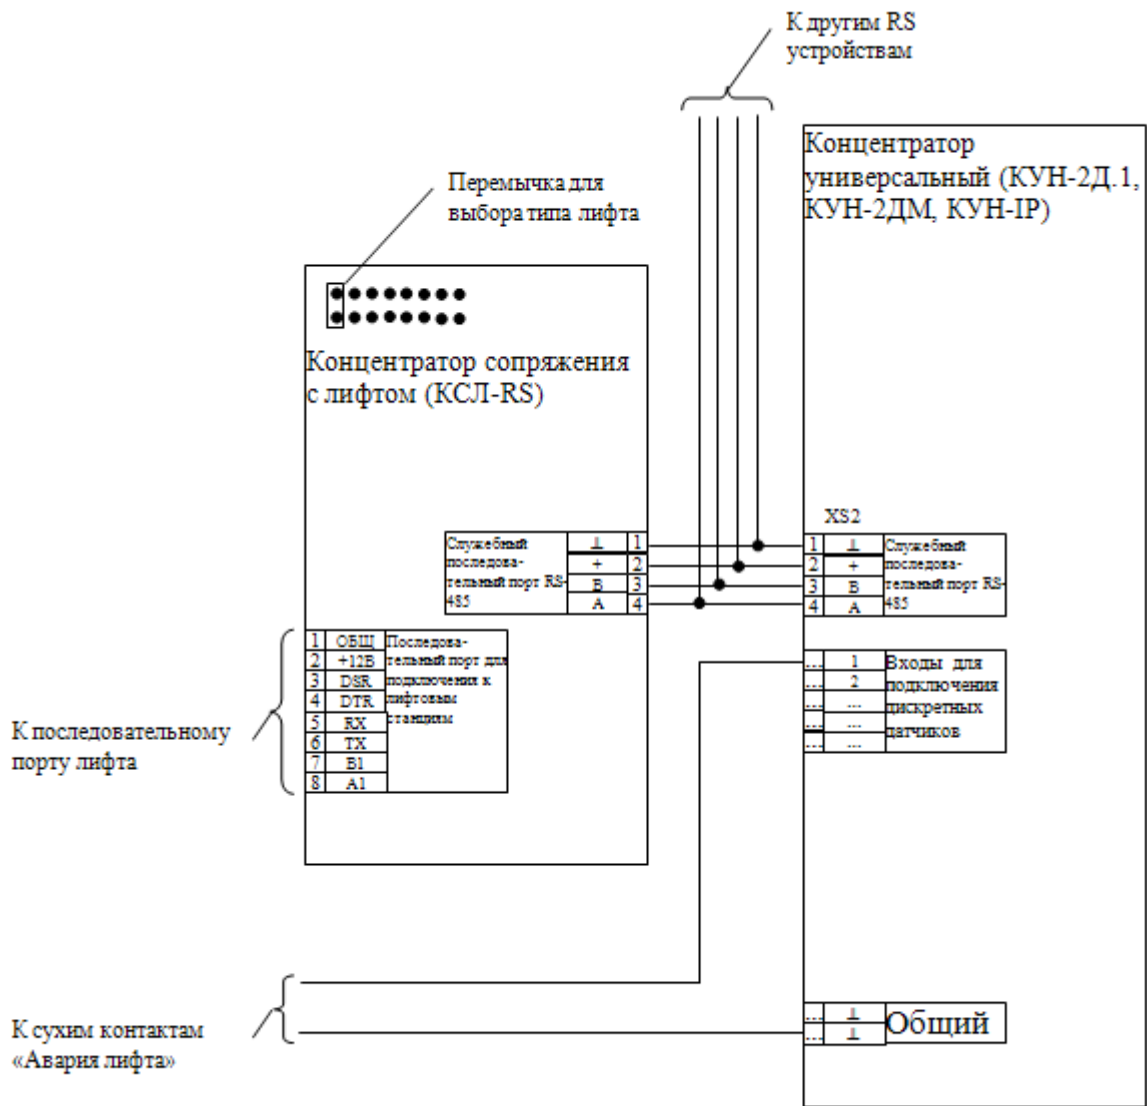 К другим RS
устройствам
Концентратор
универсальный (КУН-2Д.1,
КУН-2ДМ, КУН-IP)
Перемычка для
выбора типа лифта
Концентратор сопряжения
с лифтом (КСЛ-RS)
XS2
Служебный
последова-
тельный порт RS-
485
⊥ 1
+ 2
B 3
A 4
1 ⊥
2 +
3 B
4 A
Служебный
последова-
тельный порт RS-
485
1 ОБЩ
2 +12В
3 DSR
4 DTR
5 RX
6 TX
7 B1
8 A1
Последова-
тельный порт для
подключения к
лифтовым
станциям
К последовательному
порту лифта
... 1
... 2
... ...
... ...
... ...
Входы для
подключения
дискретных
датчиков
К сухим контактам
«Авария лифта»
... ⊥
... ⊥
Общий